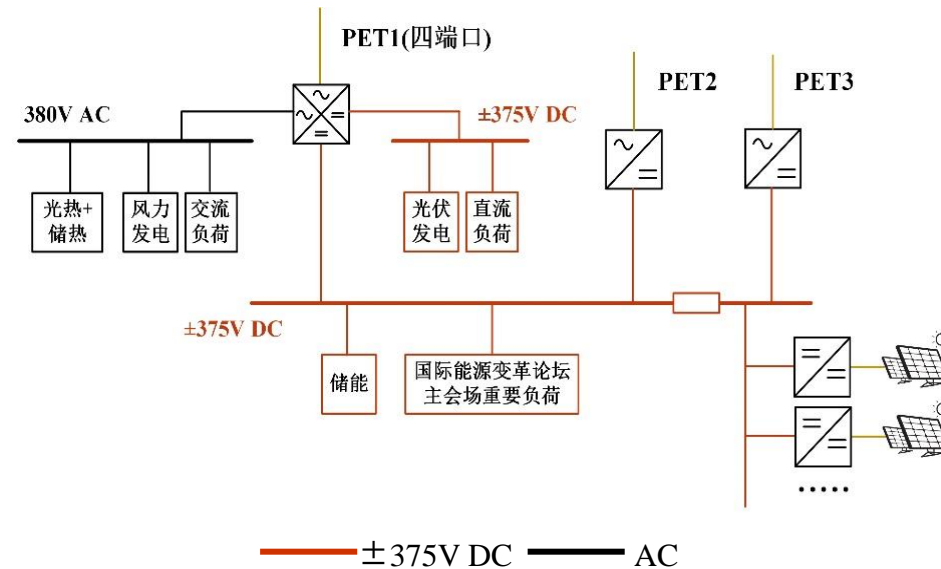 PET1(四端口)
PET2
PET3
380V AC
±375V DC
光热+
储热
风力
发电
交流
负荷
光伏
发电
直流
负荷
±375V DC
储能
国际能源变革论坛
主会场重要负荷
.....
±375V DC
AC